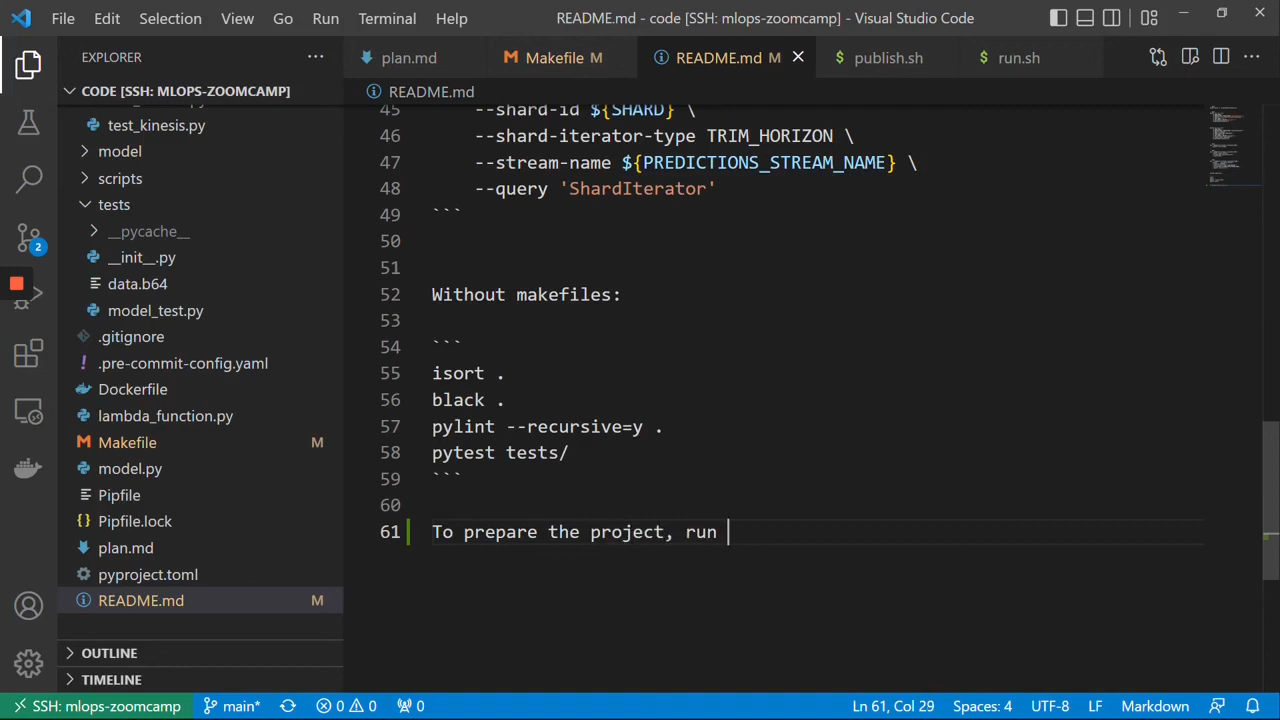 File Edit Selection View Go Run Terminal Help README.md - code [SSH: mlops-zoomcamp] - Visual Studio Code
EXPLORER ···
plan.md Makefile M README.md M publish.sh run.sh
CODE [SSH: MLOPS-ZOOMCAMP]
README.md
test_kinesis.py
model
scripts
tests
__pycache__
__init__.py
data.b64
model_test.py
.gitignore
.pre-commit-config.yaml
Dockerfile
lambda_function.py
Makefile M
model.py
Pipfile
Pipfile.lock
plan.md
pyproject.toml
README.md M
OUTLINE
TIMELINE
2
45 --shard-id ${SHARD} \
46 --shard-iterator-type TRIM_HORIZON \
47 --stream-name ${PREDICTIONS_STREAM_NAME} \
48 --query 'ShardIterator'
49 ```
50
51
52 Without makefiles:
53
54 ```
55 isort .
56 black .
57 pylint --recursive=y .
58 pytest tests/
59 ```
60
61 To prepare the project, run
SSH: mlops-zoomcamp main* 0 0 0 Ln 61, Col 29 Spaces: 4 UTF-8 LF Markdown